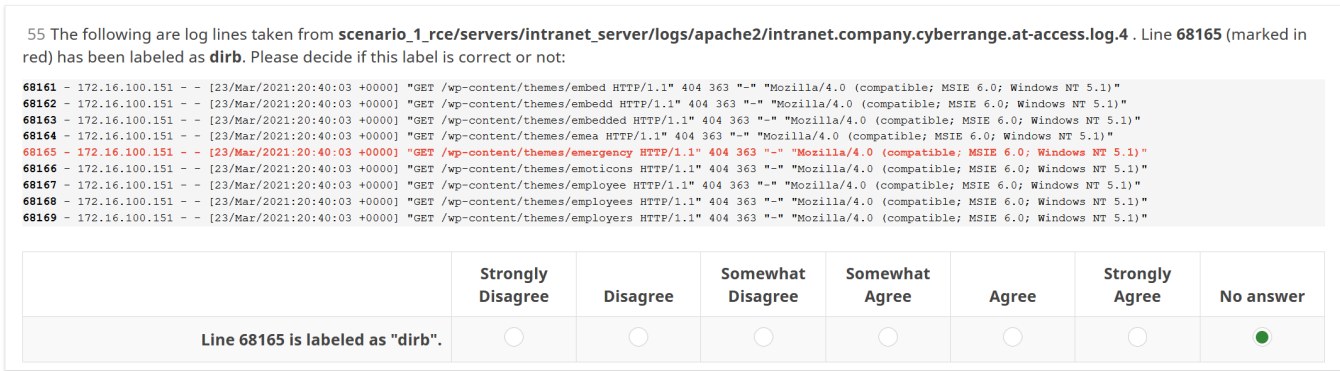 55 The following are log lines taken from scenario_1_rce/servers/intranet_server/logs/apache2/intranet.company.cyberrange.at-access.log.4 . Line 68165 (marked in
red) has been labeled as dirb. Please decide if this label is correct or not:
68161 - 172.16.100.151 - - [23/Mar/2021:20:40:03 +0000] "GET /wp-content/themes/embed HTTP/1.1" 404 363 "-" "Mozilla/4.0 (compatible; MSIE 6.0; Windows NT 5.1)"
68162 - 172.16.100.151 - - [23/Mar/2021:20:40:03 +0000] "GET /wp-content/themes/embedd HTTP/1.1" 404 363 "-" "Mozilla/4.0 (compatible; MSIE 6.0; Windows NT 5.1)"
68163 - 172.16.100.151 - - [23/Mar/2021:20:40:03 +0000] "GET /wp-content/themes/embedded HTTP/1.1" 404 363 "-" "Mozilla/4.0 (compatible; MSIE 6.0; Windows NT 5.1)"
68164 - 172.16.100.151 - - [23/Mar/2021:20:40:03 +0000] "GET /wp-content/themes/emea HTTP/1.1" 404 363 "-" "Mozilla/4.0 (compatible; MSIE 6.0; Windows NT 5.1)"
68165 - 172.16.100.151 - - [23/Mar/2021:20:40:03 +0000] "GET /wp-content/themes/emergency HTTP/1.1" 404 363 "-" "Mozilla/4.0 (compatible; MSIE 6.0; Windows NT 5.1)"
68166 - 172.16.100.151 - - [23/Mar/2021:20:40:03 +0000] "GET /wp-content/themes/emoticons HTTP/1.1" 404 363 "-" "Mozilla/4.0 (compatible; MSIE 6.0; Windows NT 5.1)"
68167 - 172.16.100.151 - - [23/Mar/2021:20:40:03 +0000] "GET /wp-content/themes/employee HTTP/1.1" 404 363 "-" "Mozilla/4.0 (compatible; MSIE 6.0; Windows NT 5.1)"
68168 - 172.16.100.151 - - [23/Mar/2021:20:40:03 +0000] "GET /wp-content/themes/employees HTTP/1.1" 404 363 "-" "Mozilla/4.0 (compatible; MSIE 6.0; Windows NT 5.1)"
68169 - 172.16.100.151 - - [23/Mar/2021:20:40:03 +0000] "GET /wp-content/themes/employers HTTP/1.1" 404 363 "-" "Mozilla/4.0 (compatible; MSIE 6.0; Windows NT 5.1)"
Strongly Disagree
Disagree
Somewhat Disagree
Somewhat Agree
Agree
Strongly Agree
No answer
Line 68165 is labeled as "dirb".